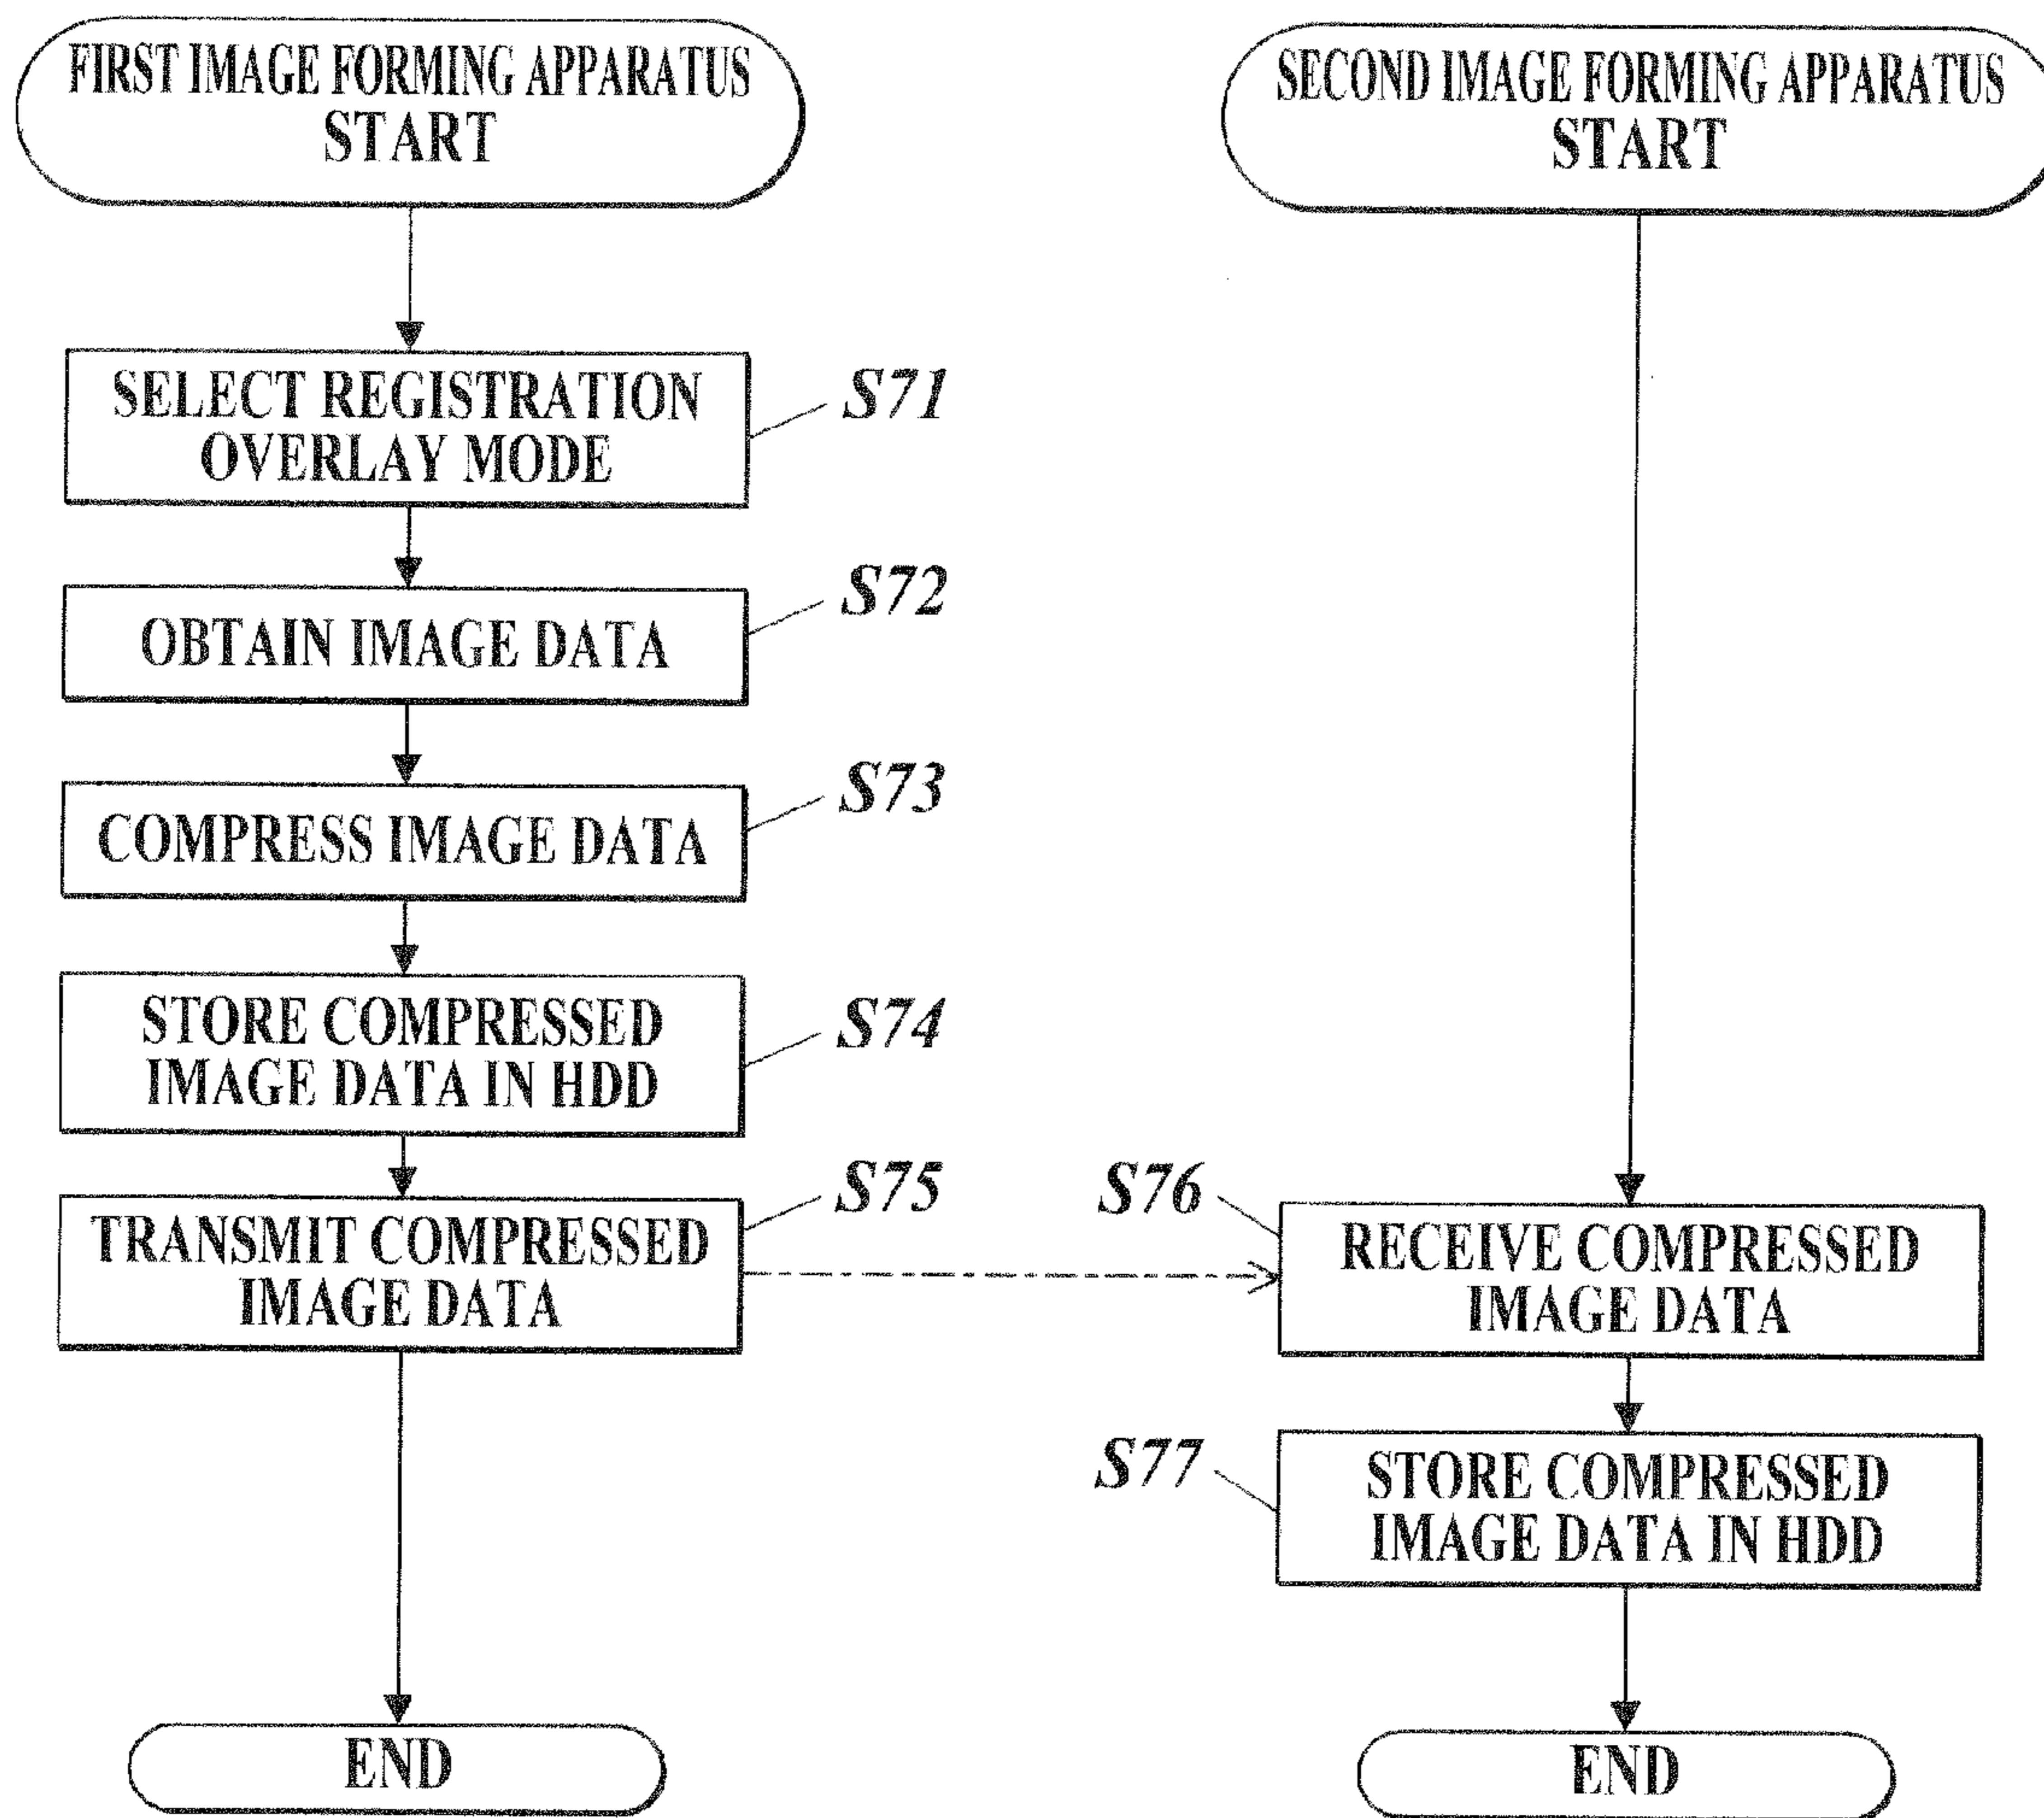 FIRST IMAGE FORMING APPARATUS
START
SELECT REGISTRATION
OVERLAY MODE
S71
OBTAIN IMAGE DATA
S72
COMPRESS IMAGE DATA
S73
STORE COMPRESSED
IMAGE DATA IN HDD
S74
TRANSMIT COMPRESSED
IMAGE DATA
S75
END
SECOND IMAGE FORMING APPARATUS
START
S76
RECEIVE COMPRESSED
IMAGE DATA
S77
STORE COMPRESSED
IMAGE DATA IN HDD
END